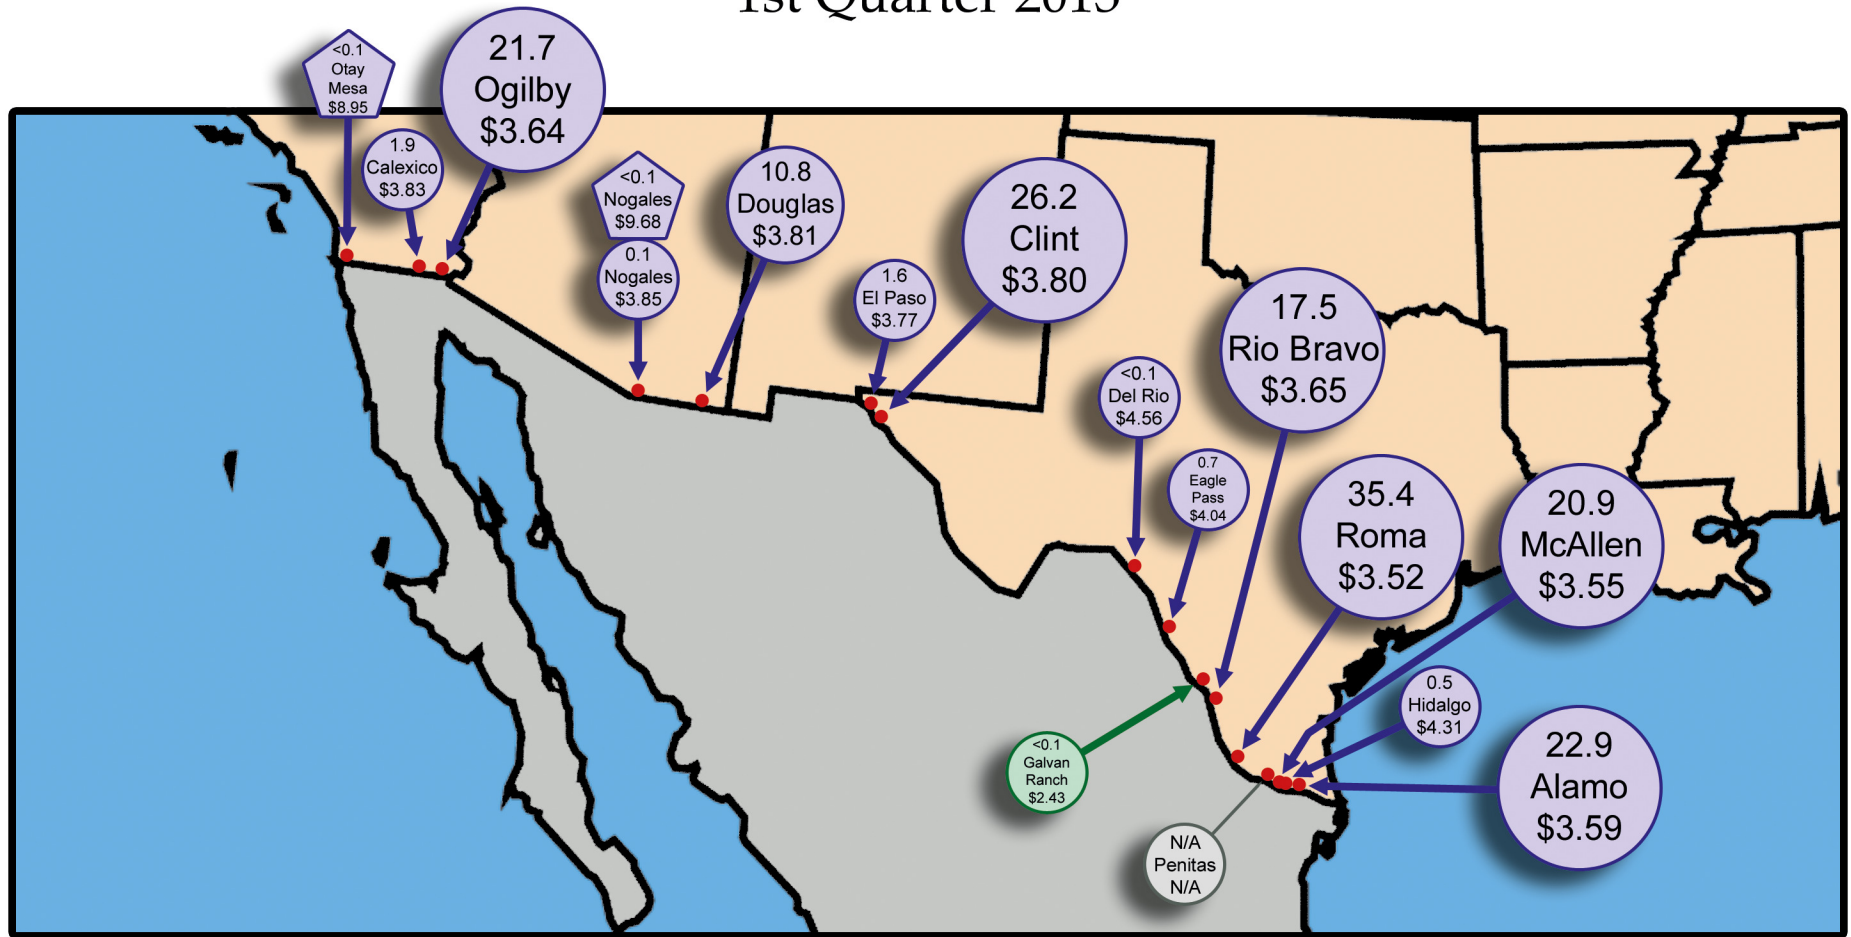 1st Quarter 2015
<0.1
Otay
Mesa
$8.95
21.7
Ogilby
$3.64
1.9
Calexico
$3.83
<0.1
Nogales
$9.68
0.1
Nogales
$3.85
10.8
Douglas
$3.81
1.6
El Paso
$3.77
26.2
Clint
$3.80
<0.1
Del Rio
$4.56
0.7
Eagle
Pass
$4.04
17.5
Rio Bravo
$3.65
35.4
Roma
$3.52
20.9
McAllen
$3.55
0.5
Hidalgo
$4.31
22.9
Alamo
$3.59
<0.1
Galvan
Ranch
$2.43
N/A
Penitas
N/A